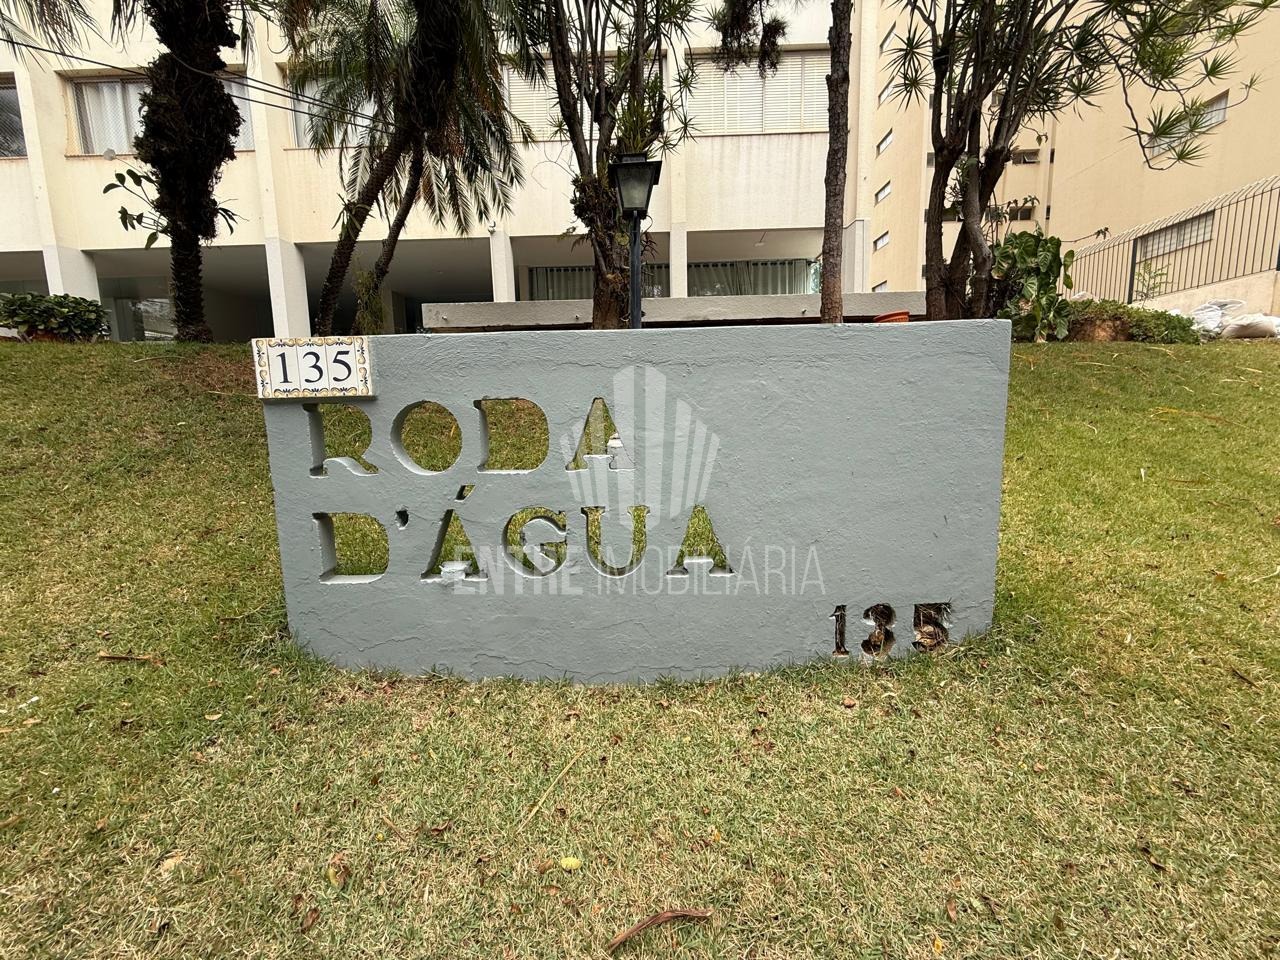 135
RODA
D'ÁGUA
ENTRE IMOBILIÁRIA
135